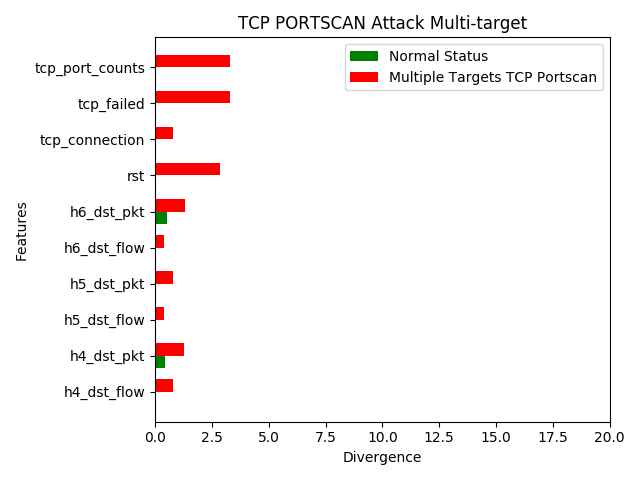 TCP PORTSCAN Attack Multi-target
Normal Status
Multiple Targets TCP Portscan
tcp_port_counts
tcp_failed
tcp_connection
rst
h6_dst_pkt
h6_dst_flow
h5_dst_pkt
h5_dst_flow
h4_dst_pkt
h4_dst_flow
Features
0.0 2.5 5.0 7.5 10.0 12.5 15.0 17.5 20.0
Divergence